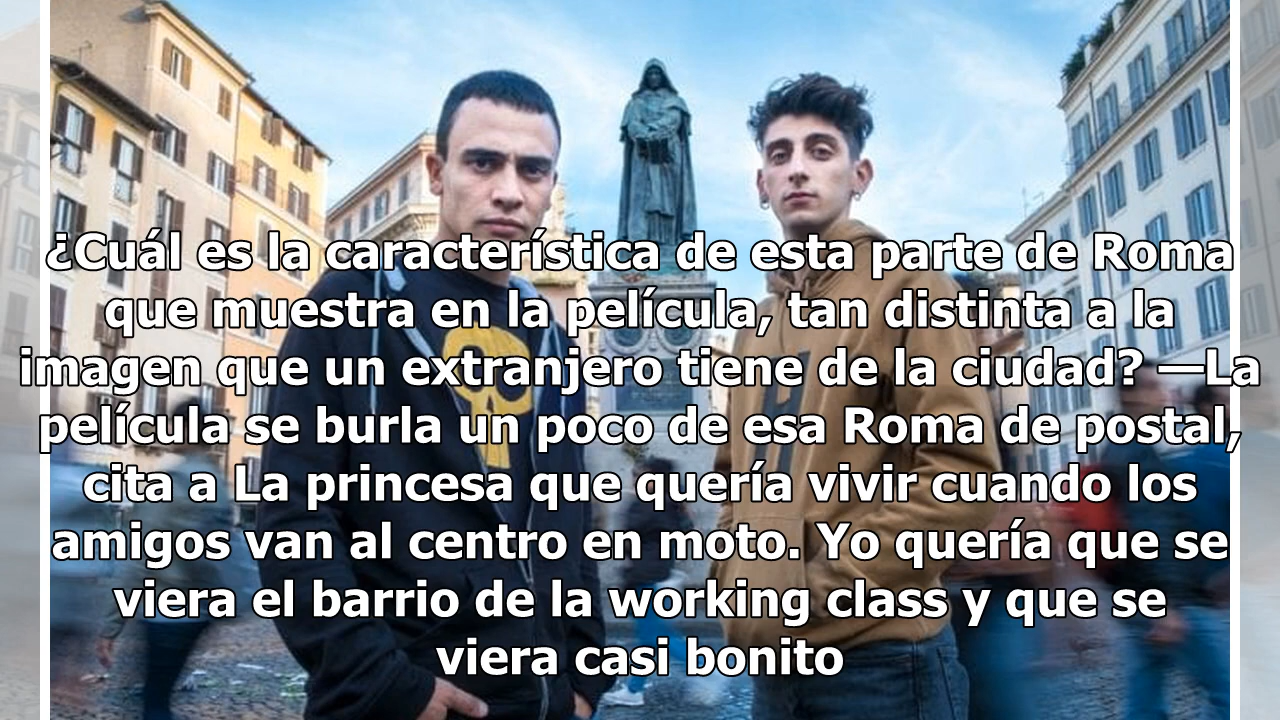 ¿Cuál es la característica de esta parte de Roma
que muestra en la película, tan distinta a la
imagen que un extranjero tiene de la ciudad? —La
película se burla un poco de esa Roma de postal,
cita a La princesa que quería vivir cuando los
amigos van al centro en moto. Yo quería que se
viera el barrio de la working class y que se
viera casi bonito